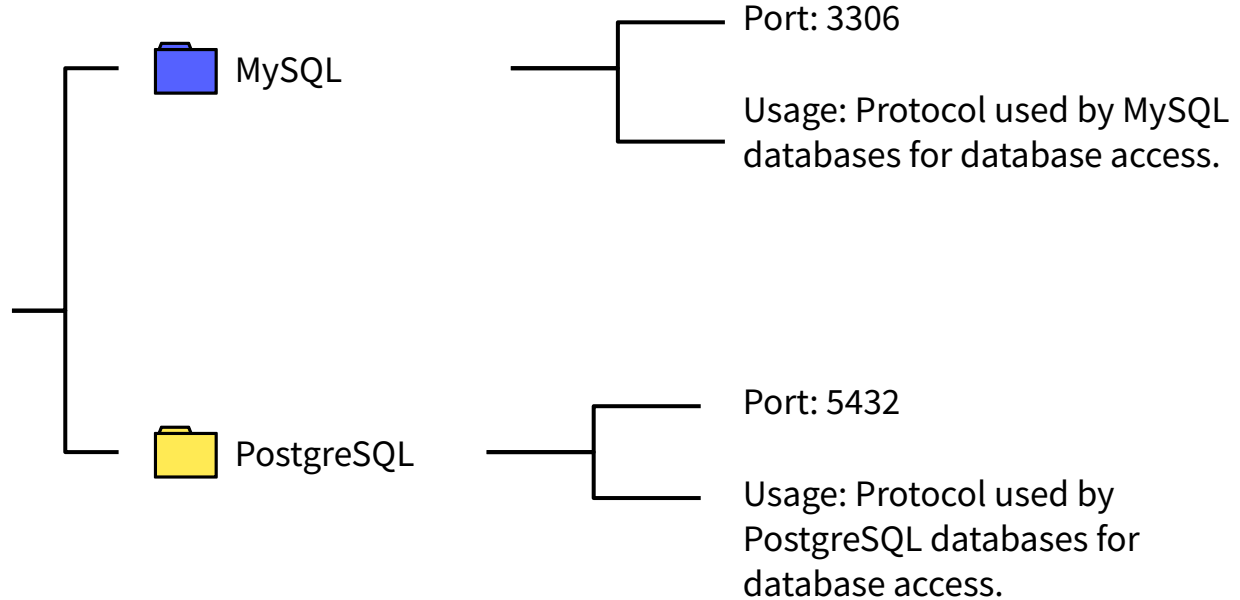 MySQL
Port: 3306
Usage: Protocol used by MySQL
databases for database access.
PostgreSQL
Port: 5432
Usage: Protocol used by
PostgreSQL databases for
database access.